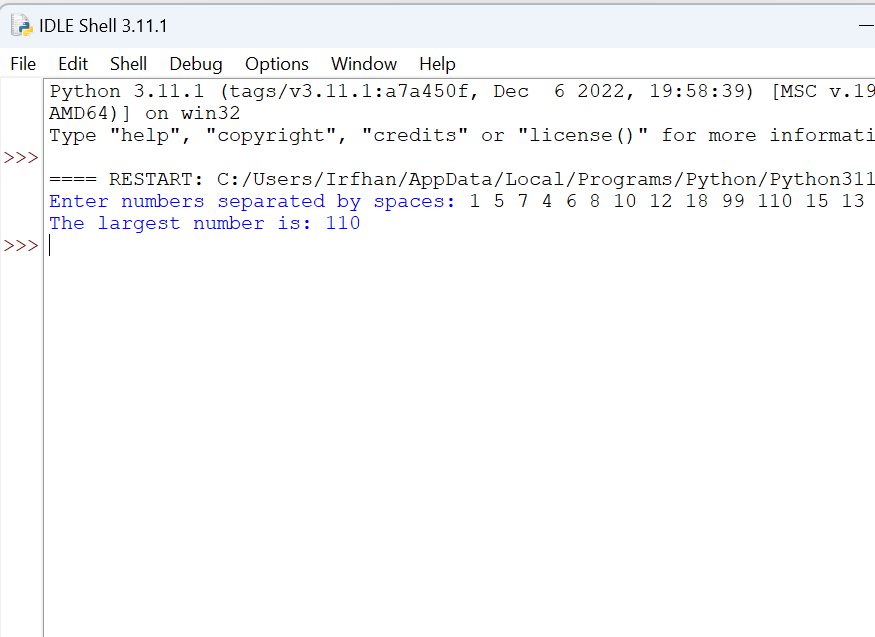 IDLE Shell 3.11.1
File Edit Shell Debug Options Window Help
Python 3.11.1 (tags/v3.11.1:a7a450f, Dec  6 2022, 19:58:39) [MSC v.19
AMD64)] on win32
Type "help", "copyright", "credits" or "license()" for more informati
>>>
==== RESTART: C:/Users/Irfhan/AppData/Local/Programs/Python/Python311
Enter numbers separated by spaces: 1 5 7 4 6 8 10 12 18 99 110 15 13
The largest number is: 110
>>>